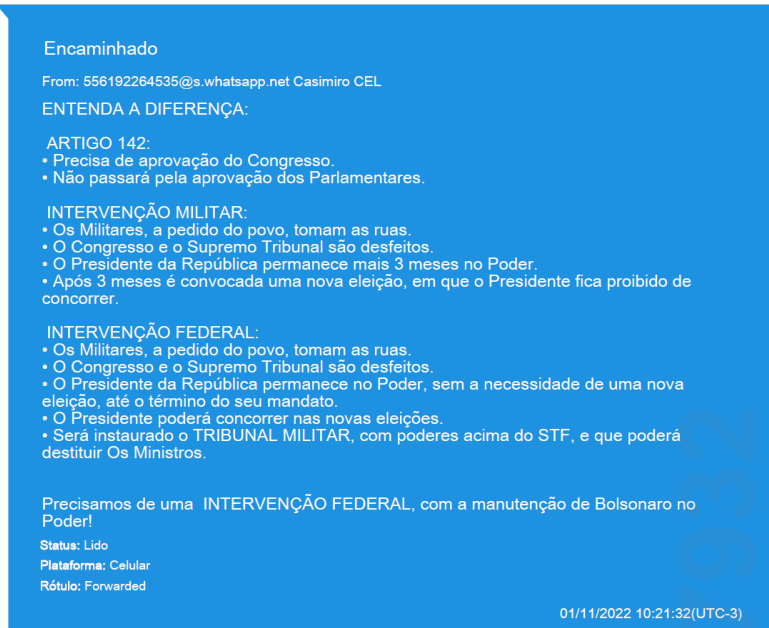 Encaminhado
From: 556192264535@s.whatsapp.net Casimiro CEL
ENTENDA A DIFERENÇA:
ARTIGO 142:
• Precisa de aprovação do Congresso.
• Não passará pela aprovação dos Parlamentares.
INTERVENÇÃO MILITAR:
• Os Militares, a pedido do povo, tomam as ruas.
• O Congresso e o Supremo Tribunal são desfeitos.
• O Presidente da República permanece mais 3 meses no Poder.
• Após 3 meses é convocada uma nova eleição, em que o Presidente fica proibido de
concorrer.
INTERVENÇÃO FEDERAL:
• Os Militares, a pedido do povo, tomam as ruas.
• O Congresso e o Supremo Tribunal são desfeitos.
• O Presidente da República permanece no Poder, sem a necessidade de uma nova
eleição, até o término do seu mandato.
• O Presidente poderá concorrer nas novas eleições.
• Será instaurado o TRIBUNAL MILITAR, com poderes acima do STF, e que poderá
destituir Os Ministros.
Precisamos de uma  INTERVENÇÃO FEDERAL, com a manutenção de Bolsonaro no
Poder!
Status: Lido
Plataforma: Celular
Rótulo: Forwarded
01/11/2022 10:21:32(UTC-3)